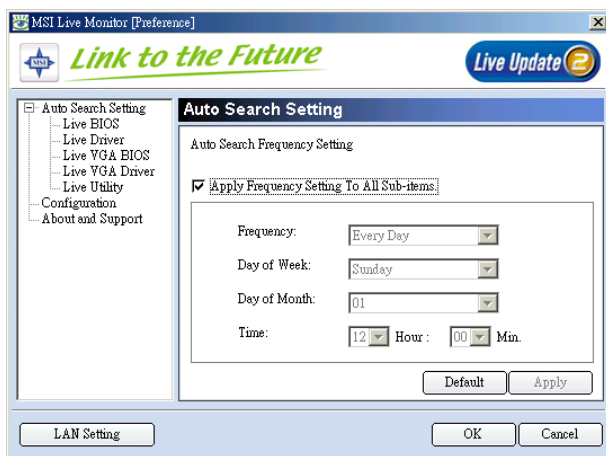 MSI Live Monitor [Preference]
MSI
Link to the Future
Live Update 2
Auto Search Setting
Live BIOS
Live Driver
Live VGA BIOS
Live VGA Driver
Live Utility
Configuration
About and Support
Auto Search Setting
Auto Search Frequency Setting
Apply Frequency Setting To All Sub-items.
Frequency: Every Day
Day of Week: Sunday
Day of Month: 01
Time: 12 Hour : 00 Min.
Default Apply
LAN Setting OK Cancel